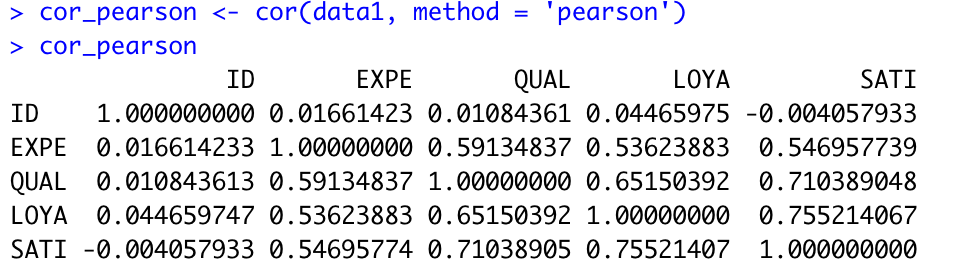 > cor_pearson <- cor(data1, method = 'pearson')
> cor_pearson
ID EXPE QUAL LOYA SATI
ID 1.000000000 0.01661423 0.01084361 0.04465975 -0.004057933
EXPE 0.016614233 1.00000000 0.59134837 0.53623883 0.546957739
QUAL 0.010843613 0.59134837 1.00000000 0.65150392 0.710389048
LOYA 0.044659747 0.53623883 0.65150392 1.00000000 0.755214067
SATI -0.004057933 0.54695774 0.71038905 0.75521407 1.000000000